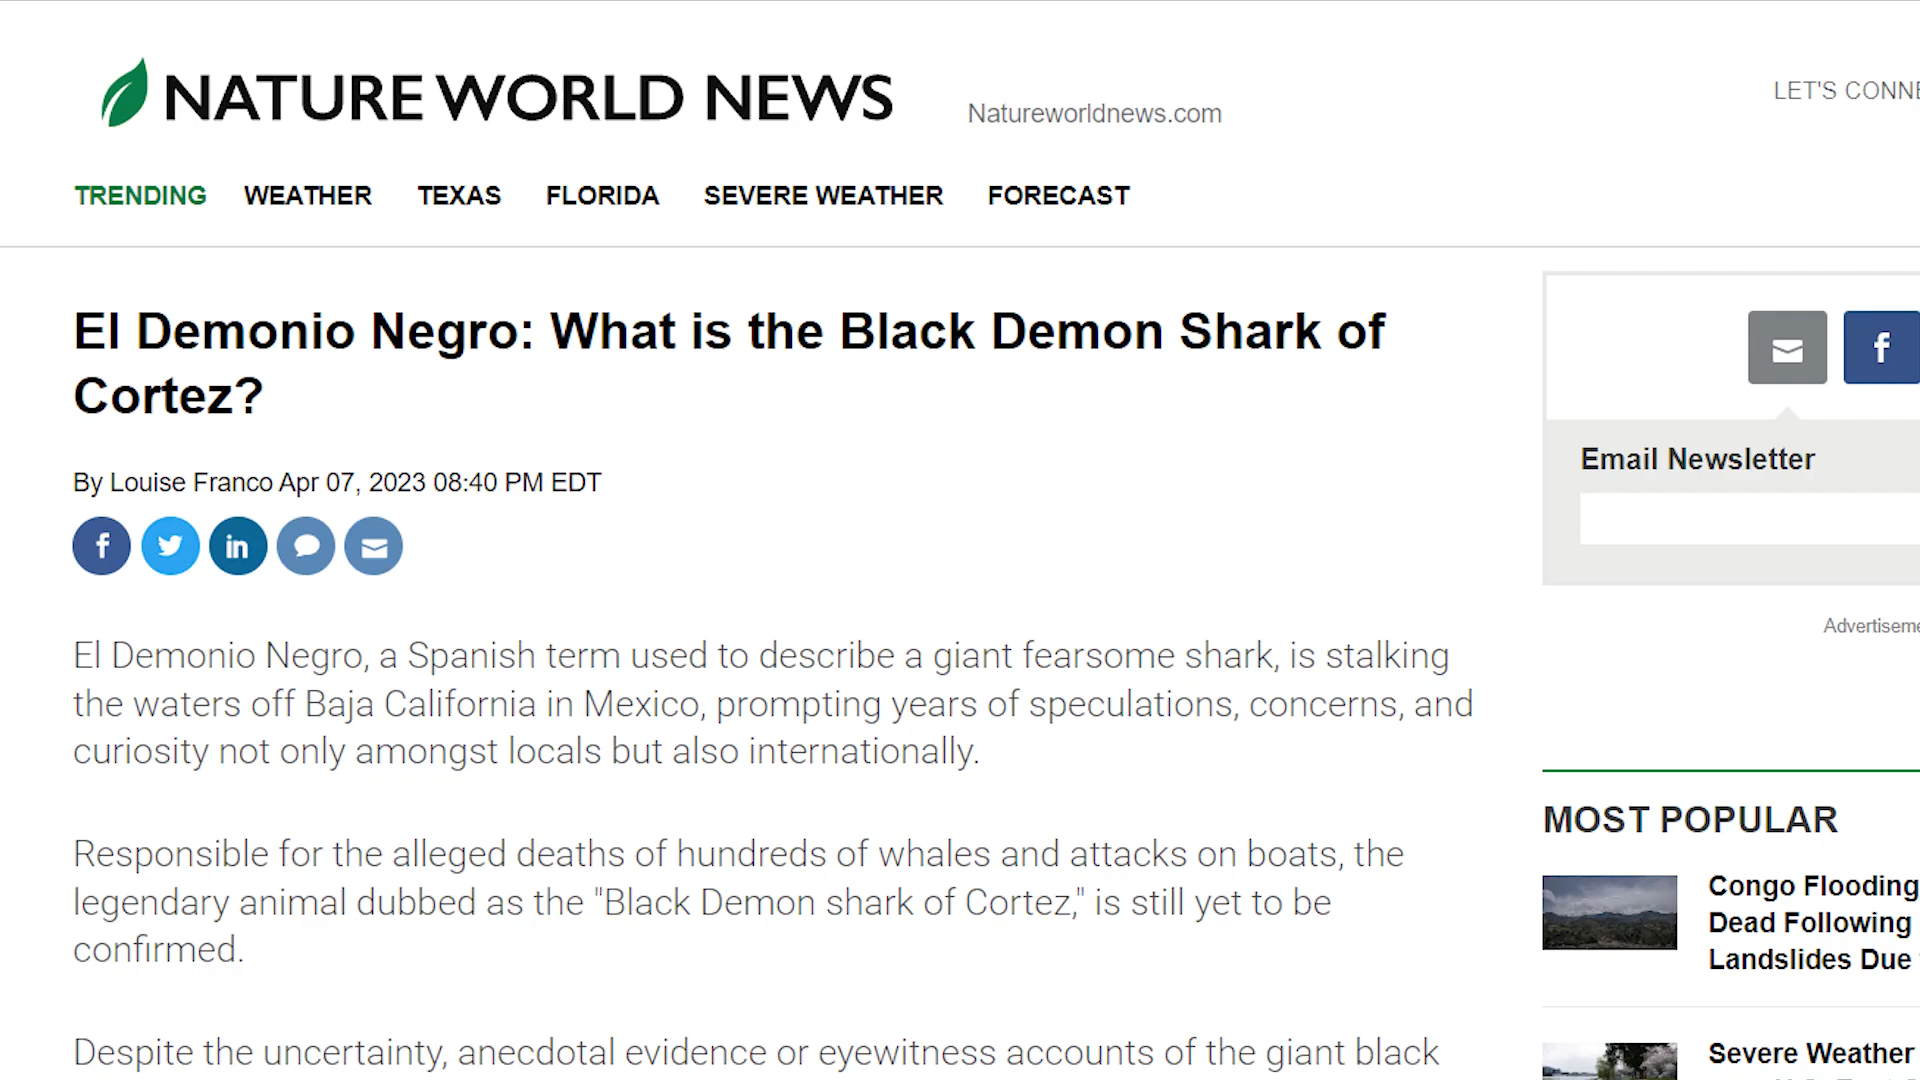 NATURE WORLD NEWS
Natureworldnews.com
LET'S CONNE
TRENDING WEATHER TEXAS FLORIDA SEVERE WEATHER FORECAST
El Demonio Negro: What is the Black Demon Shark of
Cortez?
By Louise Franco Apr 07, 2023 08:40 PM EDT
El Demonio Negro, a Spanish term used to describe a giant fearsome shark, is stalking
the waters off Baja California in Mexico, prompting years of speculations, concerns, and
curiosity not only amongst locals but also internationally.
Responsible for the alleged deaths of hundreds of whales and attacks on boats, the
legendary animal dubbed as the "Black Demon shark of Cortez," is still yet to be
confirmed.
Despite the uncertainty, anecdotal evidence or eyewitness accounts of the giant black
Email Newsletter
Advertiseme
MOST POPULAR
Congo Flooding
Dead Following
Landslides Due
Severe Weather